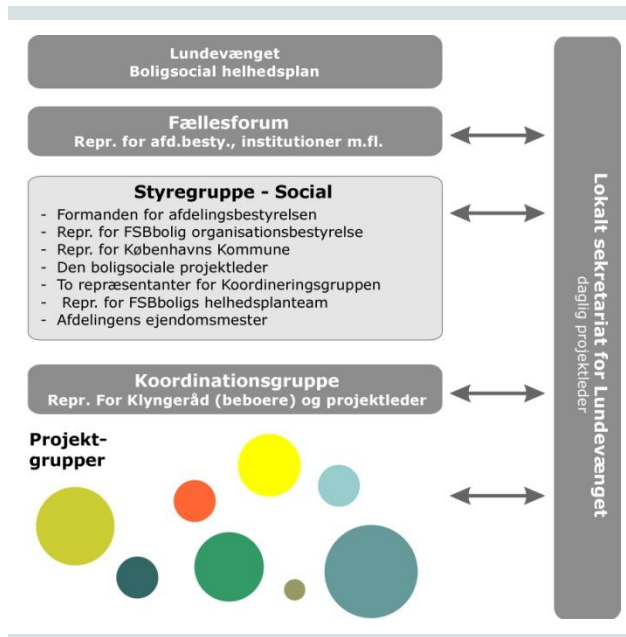 Lundevænget
Boligsocial helhedsplan
Fællesforum
Repr. for afd.besty., institutioner m.fl.
Styregruppe - Social
- Formanden for afdelingsbestyrelsen
- Repr. for FSBbolig organisationsbestyrelse
- Repr. for Københavns Kommune
- Den boligsociale projektleder
- To repræsentanter for Koordineringsgruppen
- Repr. for FSBboligs helhedsplanteam
- Afdelingens ejendomsmester
Koordinationsgruppe
Repr. For Klyngeråd (beboere) og projektleder
Projekt-
grupper
Lokalt sekretariat for Lundevænget
daglig projektleder